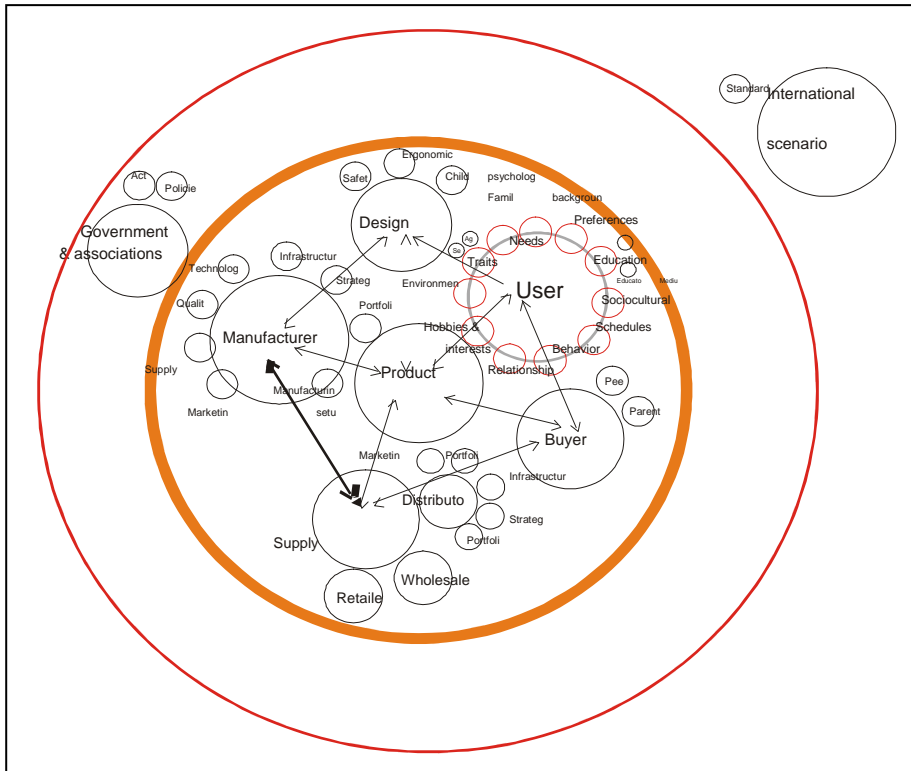 Standard
International
scenario
Ergonomic
Safet
Child
psycholog
Famil
backgroun
Act
Policie
Government
& associations
Design
Preferences
Needs
Ag
Se
Traits
Education
Technolog
Infrastructur
Strateg
Environmen
Educato
Mediu
User
Sociocultural
Qualit
Portfoli
Manufacturer
Hobbies &
interests
Schedules
Behavior
Relationship
Supply
Product
Manufacturin
setu
Marketin
Pee
Parent
Buyer
Marketin
Portfoli
Infrastructur
Distributo
Strateg
Portfoli
Supply
Wholesale
Retaile